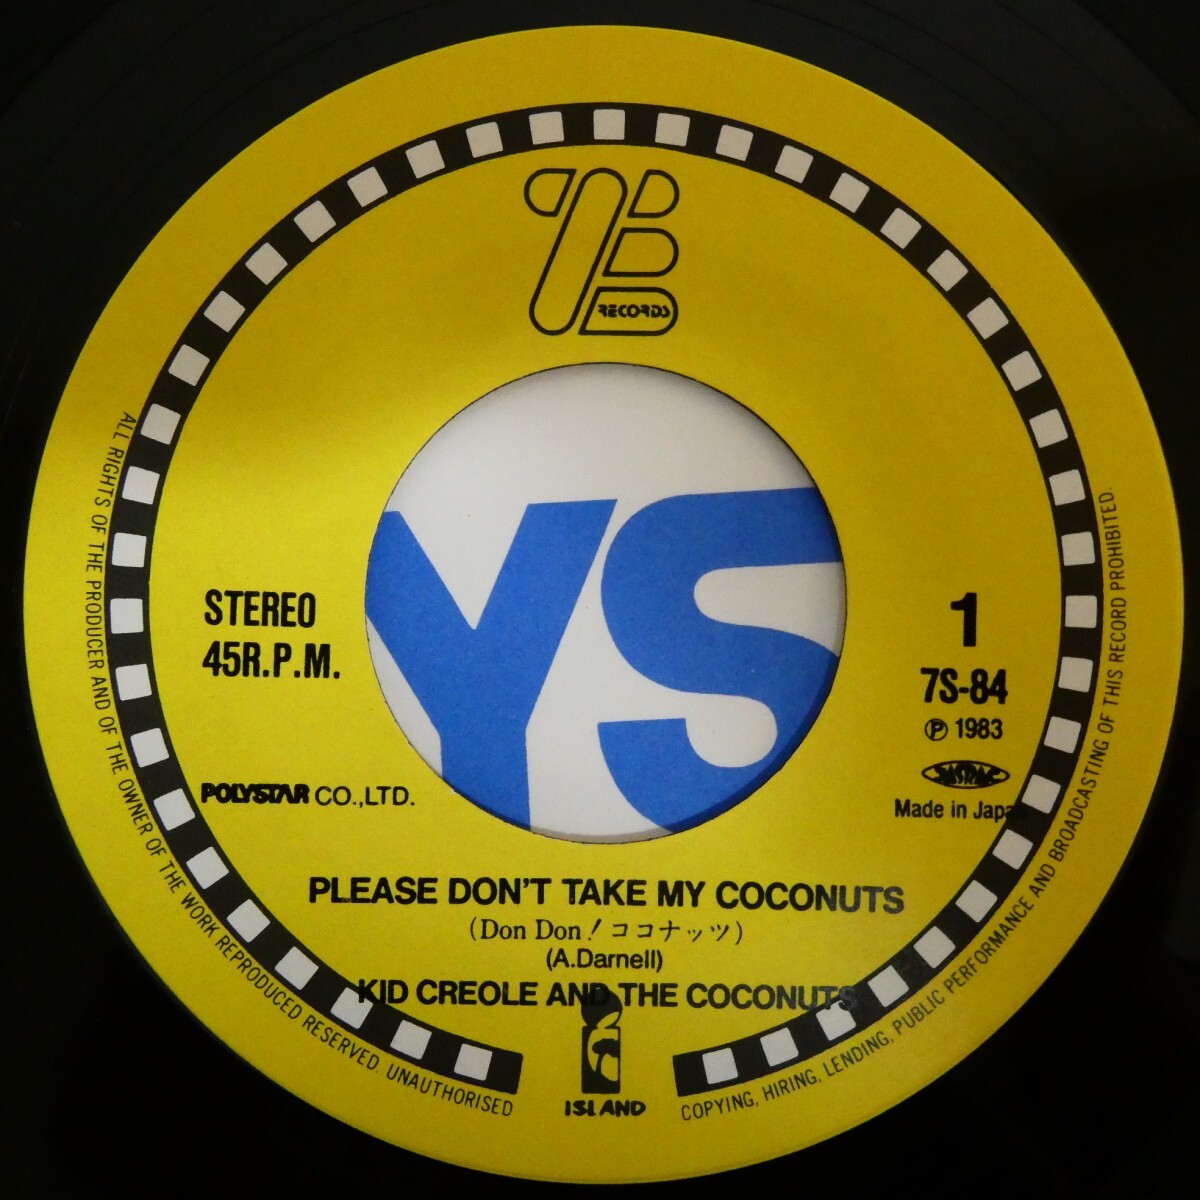 ZE
RECORDS
YS
STEREO
45R.P.M.
1
7S-84
Ⓟ 1983
JASRAC
Made in Japan
POLYSTAR CO.,LTD.
PLEASE DON'T TAKE MY COCONUTS
(Don Don! ココナッツ)
(A.Darnell)
KID CREOLE AND THE COCONUTS
ISLAND
ALL RIGHTS OF THE PRODUCER AND OF THE OWNER OF THE WORK REPRODUCED RESERVED. UNAUTHORISED COPYING, HIRING, LENDING, PUBLIC PERFORMANCE AND BROADCASTING OF THIS RECORD PROHIBITED.